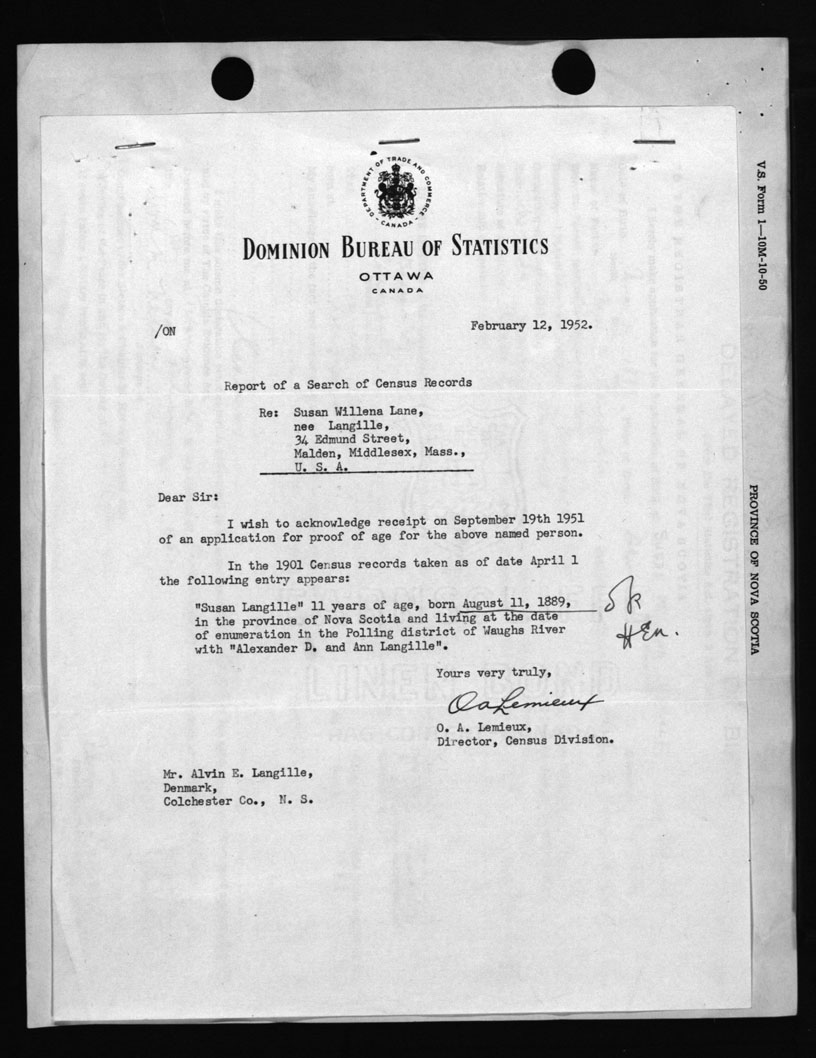 DEPARTMENT OF TRADE AND COMMERCE
CANADA
DOMINION BUREAU OF STATISTICS
OTTAWA
CANADA
/ON
February 12, 1952.
Report of a Search of Census Records
Re: Susan Willena Lane,
nee Langille,
34 Edmund Street,
Malden, Middlesex, Mass.,
U. S. A.
Dear Sir:
I wish to acknowledge receipt on September 19th 1951
of an application for proof of age for the above named person.
In the 1901 Census records taken as of date April 1
the following entry appears:
"Susan Langille" 11 years of age, born August 11, 1889,
in the province of Nova Scotia and living at the date
of enumeration in the Polling district of Waughs River
with "Alexander D. and Ann Langille".
Yours very truly,
O A Lemieux
O. A. Lemieux,
Director, Census Division.
Mr. Alvin E. Langille,
Denmark,
Colchester Co., N. S.
V.S. Form 1—10M-10-50
PROVINCE OF NOVA SCOTIA